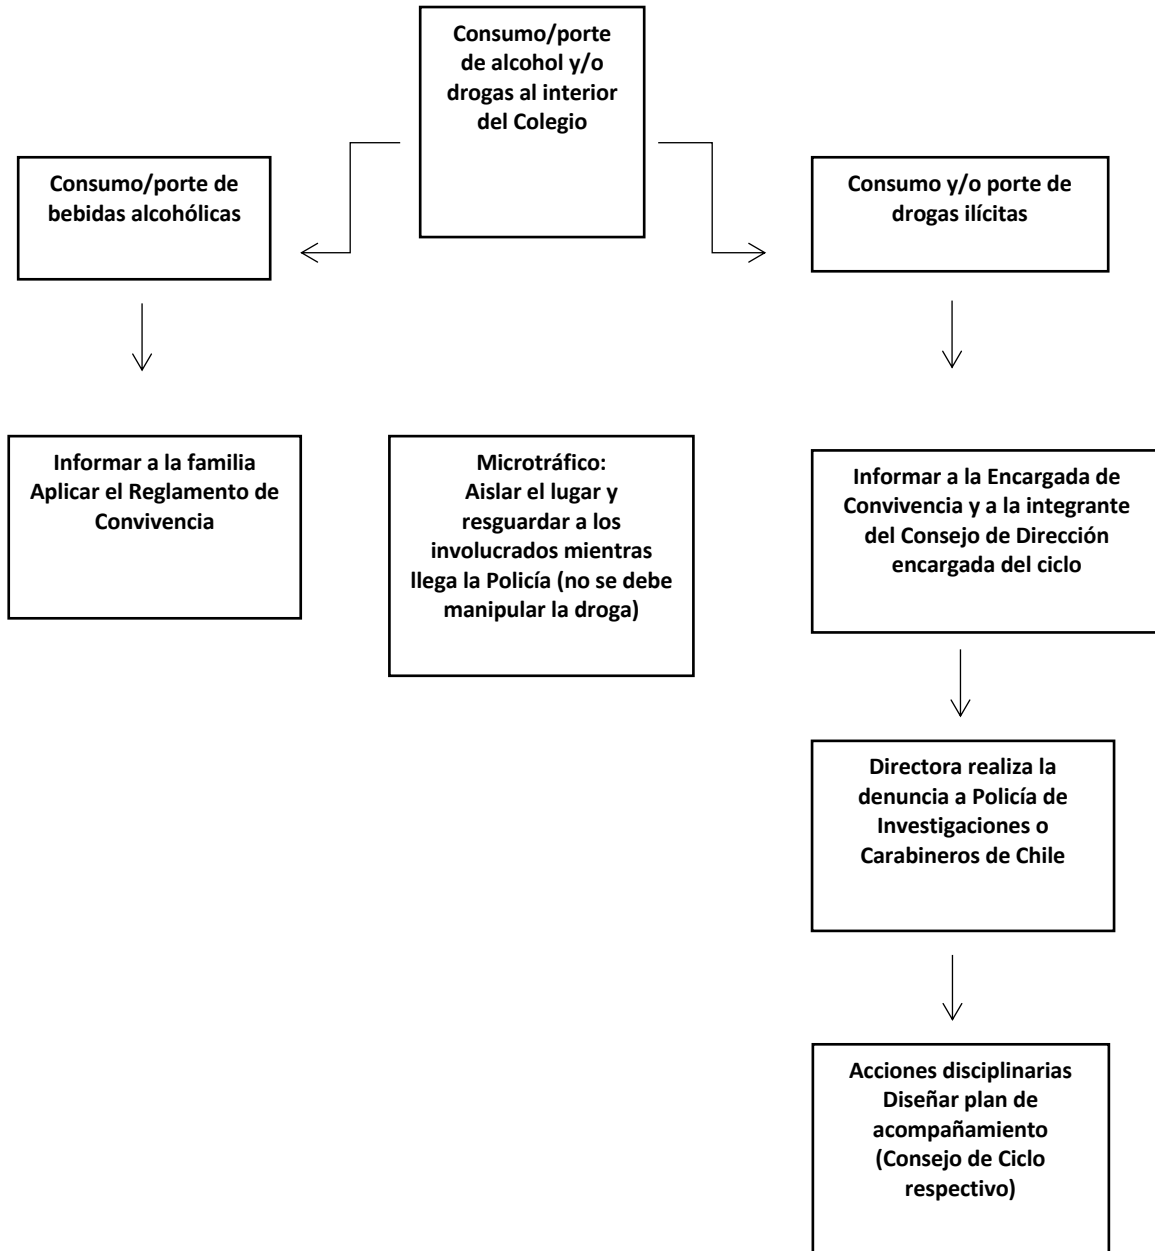 Consumo/porte
de alcohol y/o
drogas al interior
del Colegio
Consumo/porte de
bebidas alcohólicas
Consumo y/o porte de
drogas ilícitas
Informar a la familia
Aplicar el Reglamento de
Convivencia
Microtráfico:
Aislar el lugar y
resguardar a los
involucrados mientras
llega la Policía (no se debe
manipular la droga)
Informar a la Encargada de
Convivencia y a la integrante
del Consejo de Dirección
encargada del ciclo
Directora realiza la
denuncia a Policía de
Investigaciones o
Carabineros de Chile
Acciones disciplinarias
Diseñar plan de
acompañamiento
(Consejo de Ciclo
respectivo)